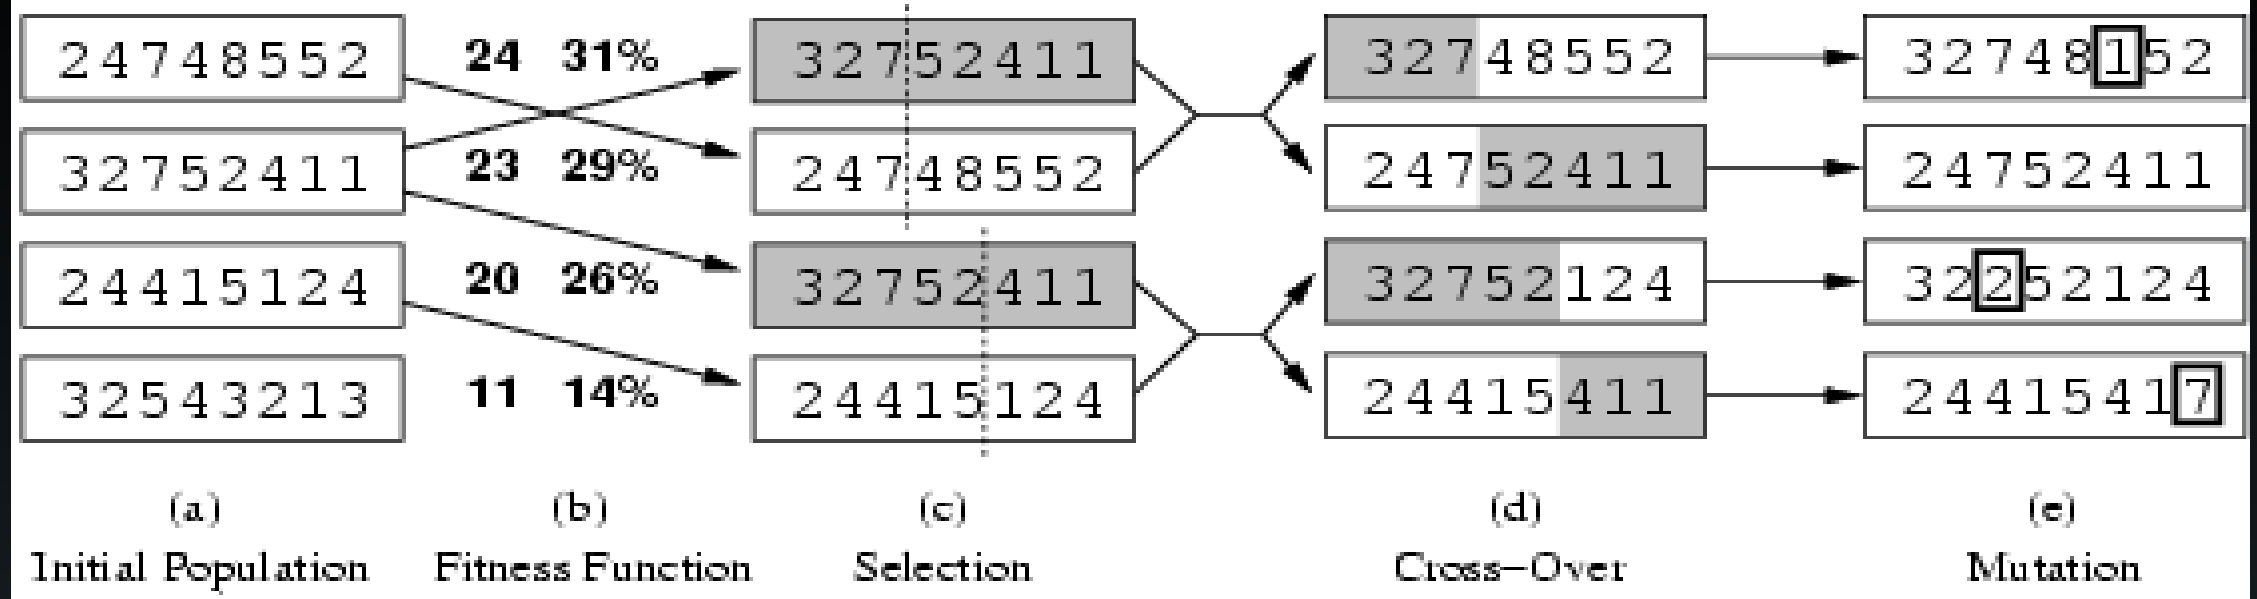 24748552 24 31% 32752411 32748552 32748152
32752411 23 29% 24748552 24752411 24752411
24415124 20 26% 32752411 32752124 32252124
32543213 11 14% 24415124 24415411 24415417
(a) (b) (c) (d) (e)
Initial Population Fitness Function Selection Cross–Over Mutation